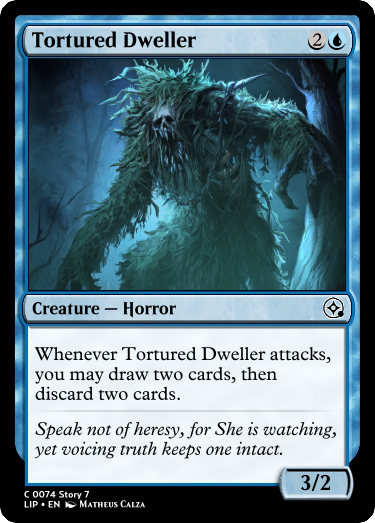 Tortured Dweller 2
Creature — Horror
Whenever Tortured Dweller attacks,
you may draw two cards, then
discard two cards.
Speak not of heresy, for She is watching,
yet voicing truth keeps one intact.
3/2
C 0074 Story 7
LIP • EN Matheus Calza